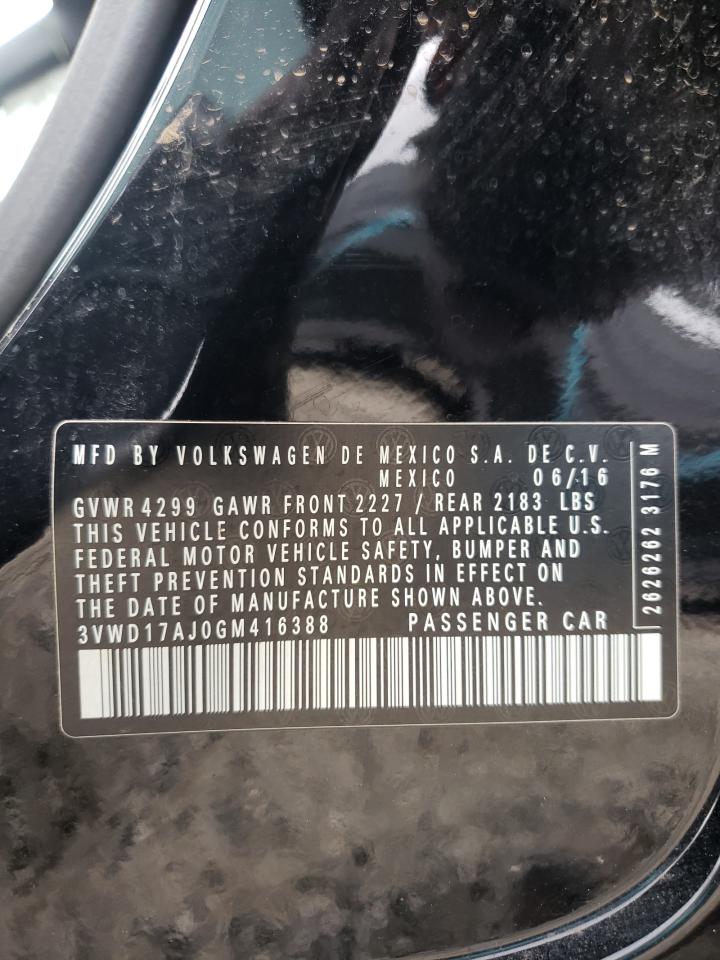 MFD BY VOLKSWAGEN DE MEXICO S.A. DE C.V.
MEXICO 06/16
GVWR 4299 GAWR FRONT 2227 / REAR 2183 LBS
THIS VEHICLE CONFORMS TO ALL APPLICABLE U.S.
FEDERAL MOTOR VEHICLE SAFETY, BUMPER AND
THEFT PREVENTION STANDARDS IN EFFECT ON
THE DATE OF MANUFACTURE SHOWN ABOVE.
3VWD17AJ0GM416388 PASSENGER CAR
2626262 3176 M